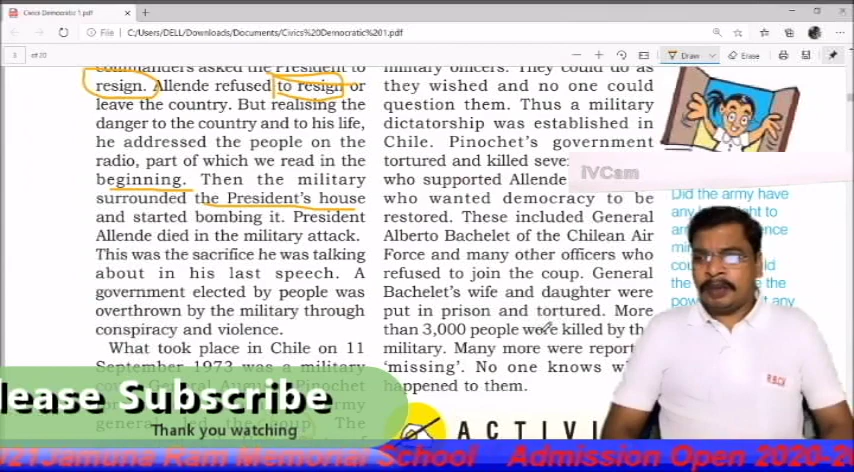 Civics Democratic 1.pdf
File
C:/Users/DELL/Downloads/Documents/Civics%20Democratic%201.pdf
of 20
Draw
Erase
commanders asked the President to
resign. Allende refused to resign or
leave the country. But realising the
danger to the country and to his life,
he addressed the people on the
radio, part of which we read in the
beginning. Then the military
surrounded the President's house
and started bombing it. President
Allende died in the military attack.
This was the sacrifice he was talking
about in his last speech. A
government elected by people was
overthrown by the military through
conspiracy and violence.
What took place in Chile on 11
September 1973 was a military
military officers. They could do as
they wished and no one could
question them. Thus a military
dictatorship was established in
Chile. Pinochet's government
tortured and killed
who supported Allende
who wanted democracy to be
restored. These included General
Alberto Bachelet of the Chilean Air
Force and many other officers who
refused to join the coup. General
Bachelet's wife and daughter were
put in prison and tortured. More
than 3,000 people were killed by the
military. Many more were
'missing'. No one knows
happened to them.
ACTIVI
iVCam
Did the army have
any
R.B.C.S
lease Subscribe
Thank you watching
021 Jamuna Ram Memorial School Admission Open 2020-2